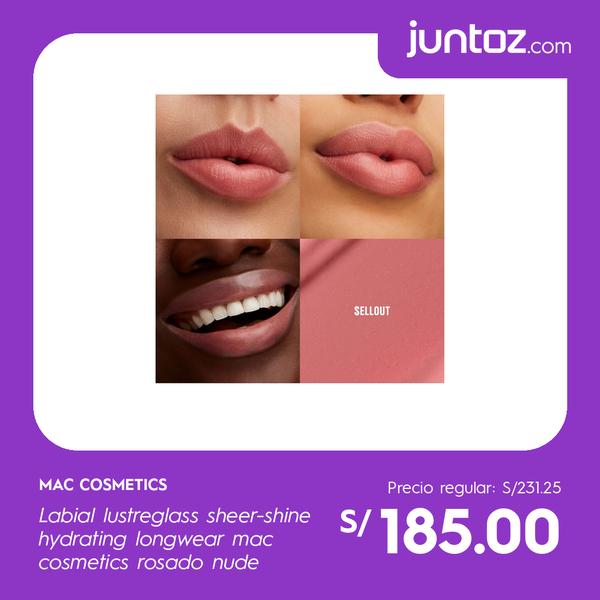 juntoz.com
SELLOUT
MAC COSMETICS
Labial lustreglass sheer-shine
hydrating longwear mac
cosmetics rosado nude
Precio regular: S/231.25
S/185.00